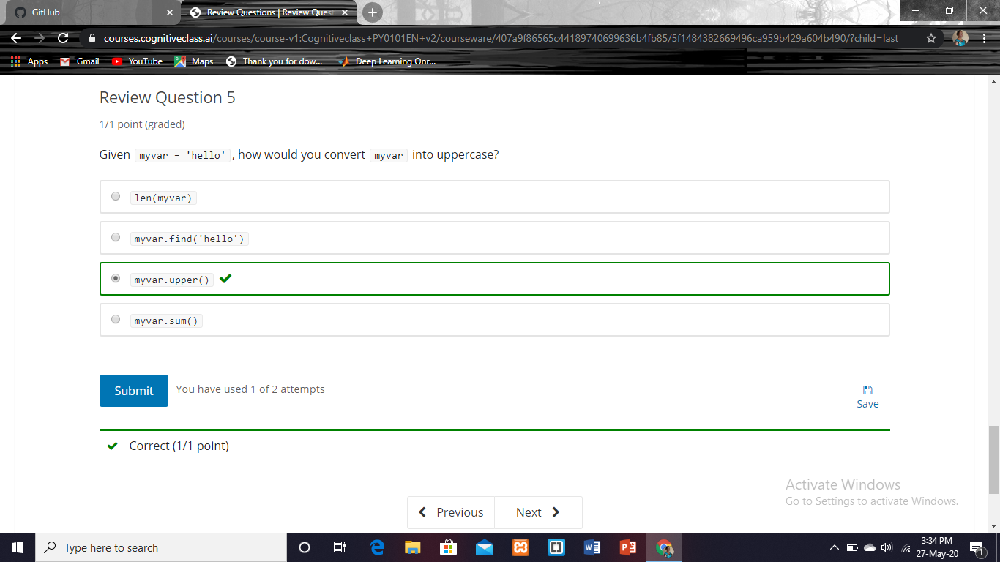 GitHub
Review Questions | Review Ques
courses.cognitiveclass.ai/courses/course-v1:Cognitiveclass+PY0101EN+v2/courseware/407a9f86565c44189740699636b4fb85/5f1484382669496ca959b429a604b490/?child=last
Apps Gmail YouTube Maps Thank you for dow... Deep Learning Onr...
Review Question 5
1/1 point (graded)
Given myvar = 'hello' , how would you convert myvar into uppercase?
len(myvar)
myvar.find('hello')
myvar.upper()
myvar.sum()
Submit You have used 1 of 2 attempts
Save
Correct (1/1 point)
Activate Windows
Go to Settings to activate Windows.
Previous Next
Type here to search
3:34 PM
27-May-20
1